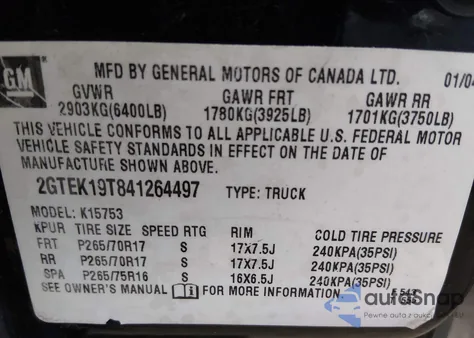 GM
MFD BY GENERAL MOTORS OF CANADA LTD. 01/04
GVWR GAWR FRT GAWR RR
2903KG(6400LB) 1780KG(3925LB) 1701KG(3750LB)
THIS VEHICLE CONFORMS TO ALL APPLICABLE U.S. FEDERAL MOTOR
VEHICLE SAFETY STANDARDS IN EFFECT ON THE DATE OF
MANUFACTURE SHOWN ABOVE.
2GTEK19T841264497 TYPE: TRUCK
MODEL: K15753
KPUR TIRE SIZE SPEED RTG RIM COLD TIRE PRESSURE
FRT P265/70R17 S 17X7.5J 240KPA(35PSI)
RR P265/70R17 S 17X7.5J 240KPA(35PSI)
SPA P265/75R16 S 16X6.5J 240KPA(35PSI)
SEE OWNER'S MANUAL FOR MORE INFORMATION
autoSnap
Pewne auta z aukcji